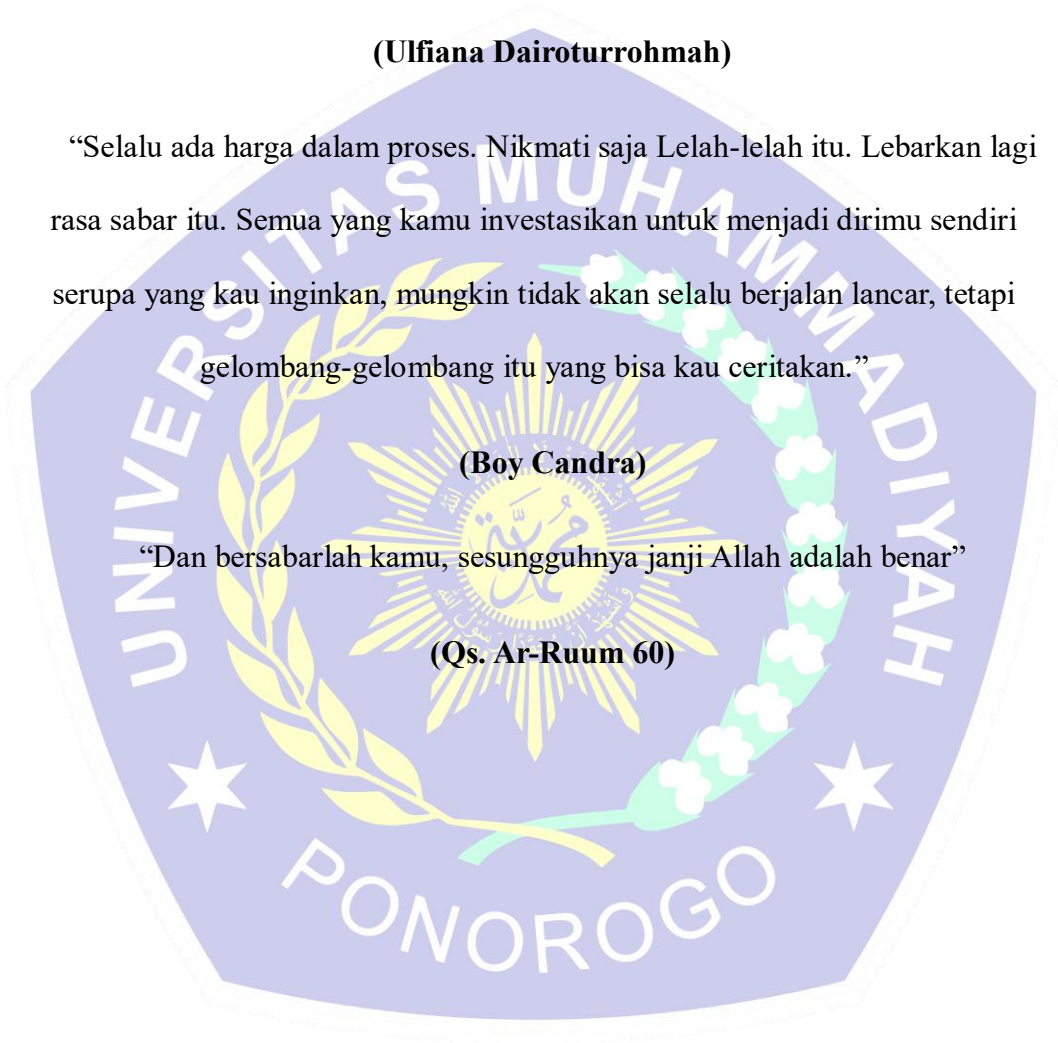 (Ulfiana Dairoturrohmah)
“Selalu ada harga dalam proses. Nikmati saja Lelah-lelah itu. Lebarkan lagi
rasa sabar itu. Semua yang kamu investasikan untuk menjadi dirimu sendiri
serupa yang kau inginkan, mungkin tidak akan selalu berjalan lancar, tetapi
gelombang-gelombang itu yang bisa kau ceritakan.”
(Boy Candra)
“Dan bersabarlah kamu, sesungguhnya janji Allah adalah benar”
(Qs. Ar-Ruum 60)
UNIVERSITAS MUHAMMADIYAH
PONOROGO